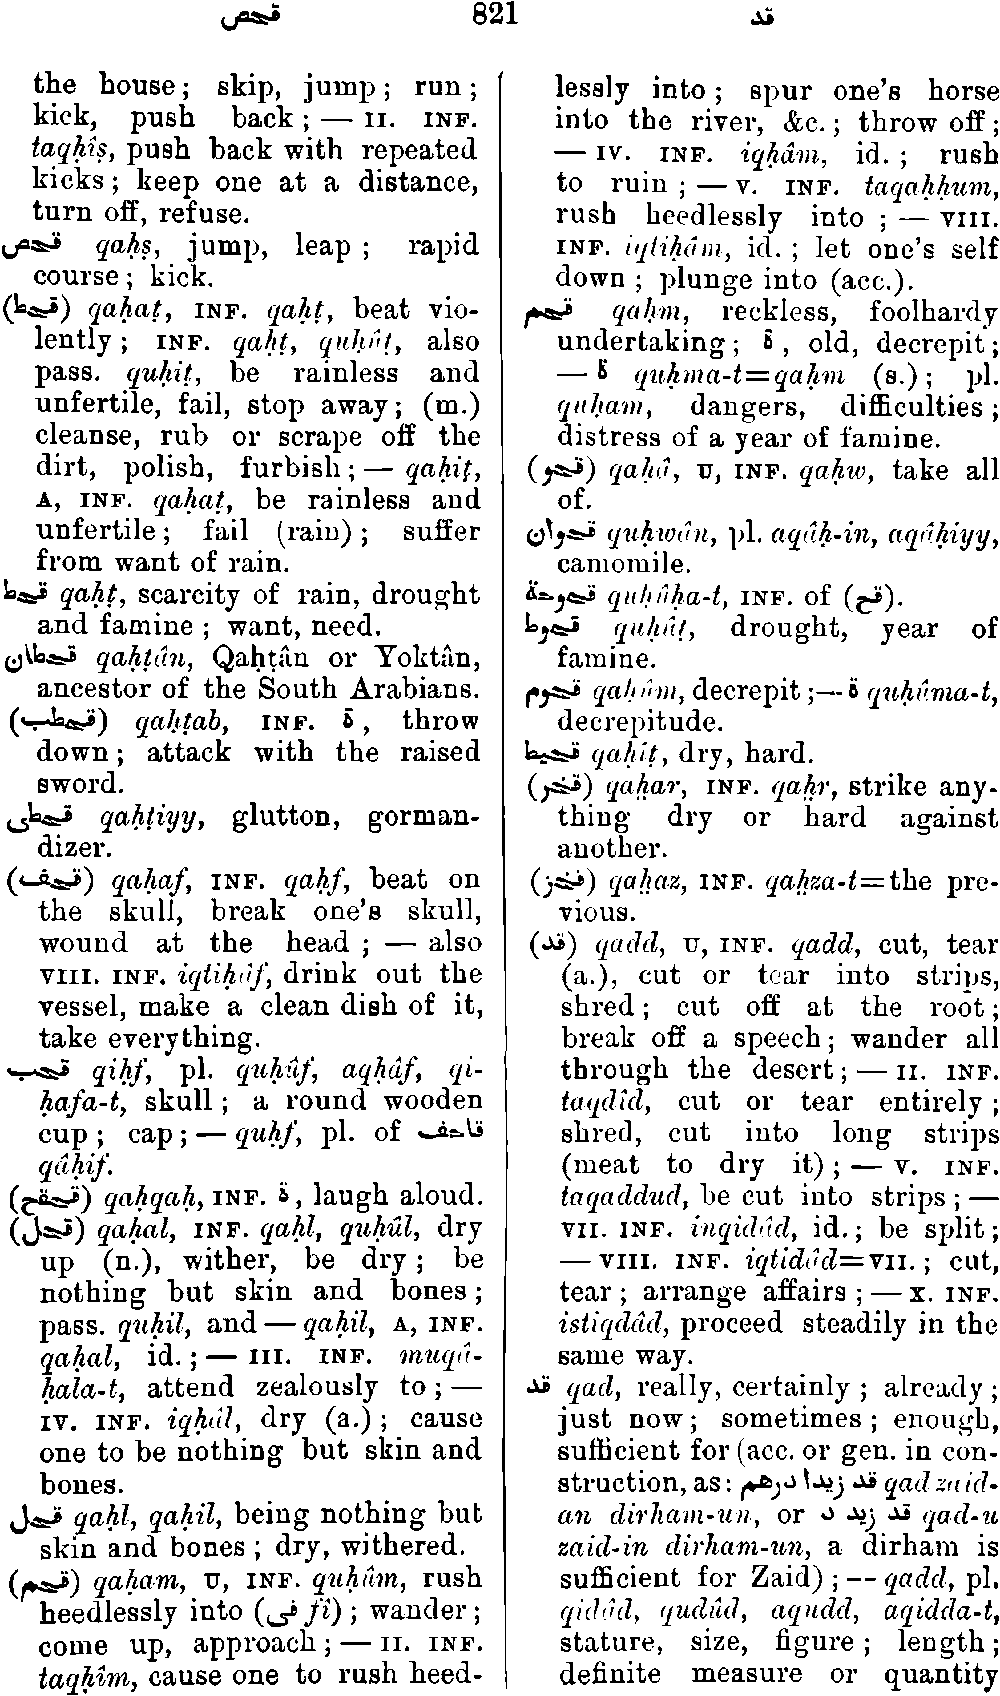 قحص 821 قد
the house; skip, jump; run;
kick, push back; — II. INF.
taqḥîṣ, push back with repeated
kicks; keep one at a distance,
turn off, refuse.
قحص qaḥṣ, jump, leap; rapid
course; kick.
(قحط) qaḥaṭ, INF. qaḥṭ, beat vio-
lently; INF. qaḥṭ, quḥûṭ, also
pass. quḥiṭ, be rainless and
unfertile, fail, stop away; (m.)
cleanse, rub or scrape off the
dirt, polish, furbish; — qaḥiṭ,
A, INF. qaḥaṭ, be rainless and
unfertile; fail (rain); suffer
from want of rain.
قحط qaḥṭ, scarcity of rain, drought
and famine; want, need.
قحطان qaḥṭân, Qaḥṭân or Yoktân,
ancestor of the South Arabians.
(قحطب) qaḥṭab, INF. ة, throw
down; attack with the raised
sword.
قحطى qaḥṭiyy, glutton, gorman-
dizer.
(قحف) qaḥaf, INF. qaḥf, beat on
the skull, break one's skull,
wound at the head; — also
VIII. INF. iqtiḥâf, drink out the
vessel, make a clean dish of it,
take everything.
قحف qiḥf, pl. quḥûf, aqḥâf, qi-
ḥafa-t, skull; a round wooden
cup; cap; — quḥf, pl. of قاحف
qâḥif.
(قحقح) qaḥqaḥ, INF. ة, laugh aloud.
(قحل) qaḥal, INF. qaḥl, quḥûl, dry
up (n.), wither, be dry; be
nothing but skin and bones;
pass. quḥil, and — qaḥil, A, INF.
qaḥal, id.; — III. INF. muqâ-
ḥala-t, attend zealously to; —
IV. INF. iqḥâl, dry (a.); cause
one to be nothing but skin and
bones.
قحل qaḥl, qaḥil, being nothing but
skin and bones; dry, withered.
(قحم) qaḥam, U, INF. quḥûm, rush
heedlessly into (فى fî); wander;
come up, approach; — II. INF.
taqḥîm, cause one to rush heed-
lessly into; spur one's horse
into the river, &c.; throw off;
— IV. INF. iqḥâm, id.; rush
to ruin; — V. INF. taqaḥḥum,
rush heedlessly into; — VIII.
INF. iqtiḥâm, id.; let one's self
down; plunge into (acc.).
قحم qaḥm, reckless, foolhardy
undertaking; ة, old, decrepit;
— ة quḥma-t=qaḥm (s.); pl.
quḥam, dangers, difficulties;
distress of a year of famine.
(قحو) qaḥâ, U, INF. qaḥw, take all
of.
قحوان quḥwân, pl. aqâḥ-in, aqâḥiyy,
camomile.
قحوحة quḥûḥa-t, INF. of (قح).
قحوط quḥûṭ, drought, year of
famine.
قحوم qaḥûm, decrepit; — ة quḥûma-t,
decrepitude.
قحيط qaḥîṭ, dry, hard.
(قخر) qaḫar, INF. qaḫr, strike any-
thing dry or hard against
another.
(قخز) qaḫaz, INF. qaḫza-t=the pre-
vious.
(قد) qadd, U, INF. qadd, cut, tear
(a.), cut or tear into strips,
shred; cut off at the root;
break off a speech; wander all
through the desert; — II. INF.
taqdîd, cut or tear entirely;
shred, cut into long strips
(meat to dry it); — V. INF.
taqaddud, be cut into strips; —
VII. INF. inqidâd, id.; be split;
— VIII. INF. iqtidâd=VII.; cut,
tear; arrange affairs; — X. INF.
istiqdâd, proceed steadily in the
same way.
قد qad, really, certainly; already;
just now; sometimes; enough,
sufficient for (acc. or gen. in con-
struction, as: قد زيدا درهم qad zaid-
an dirham-un, or قد زيد د qad-u
zaid-in dirham-un, a dirham is
sufficient for Zaid); — qadd, pl.
qidâd, qudûd, aqudd, aqidda-t,
stature, size, figure; length;
definite measure or quantity